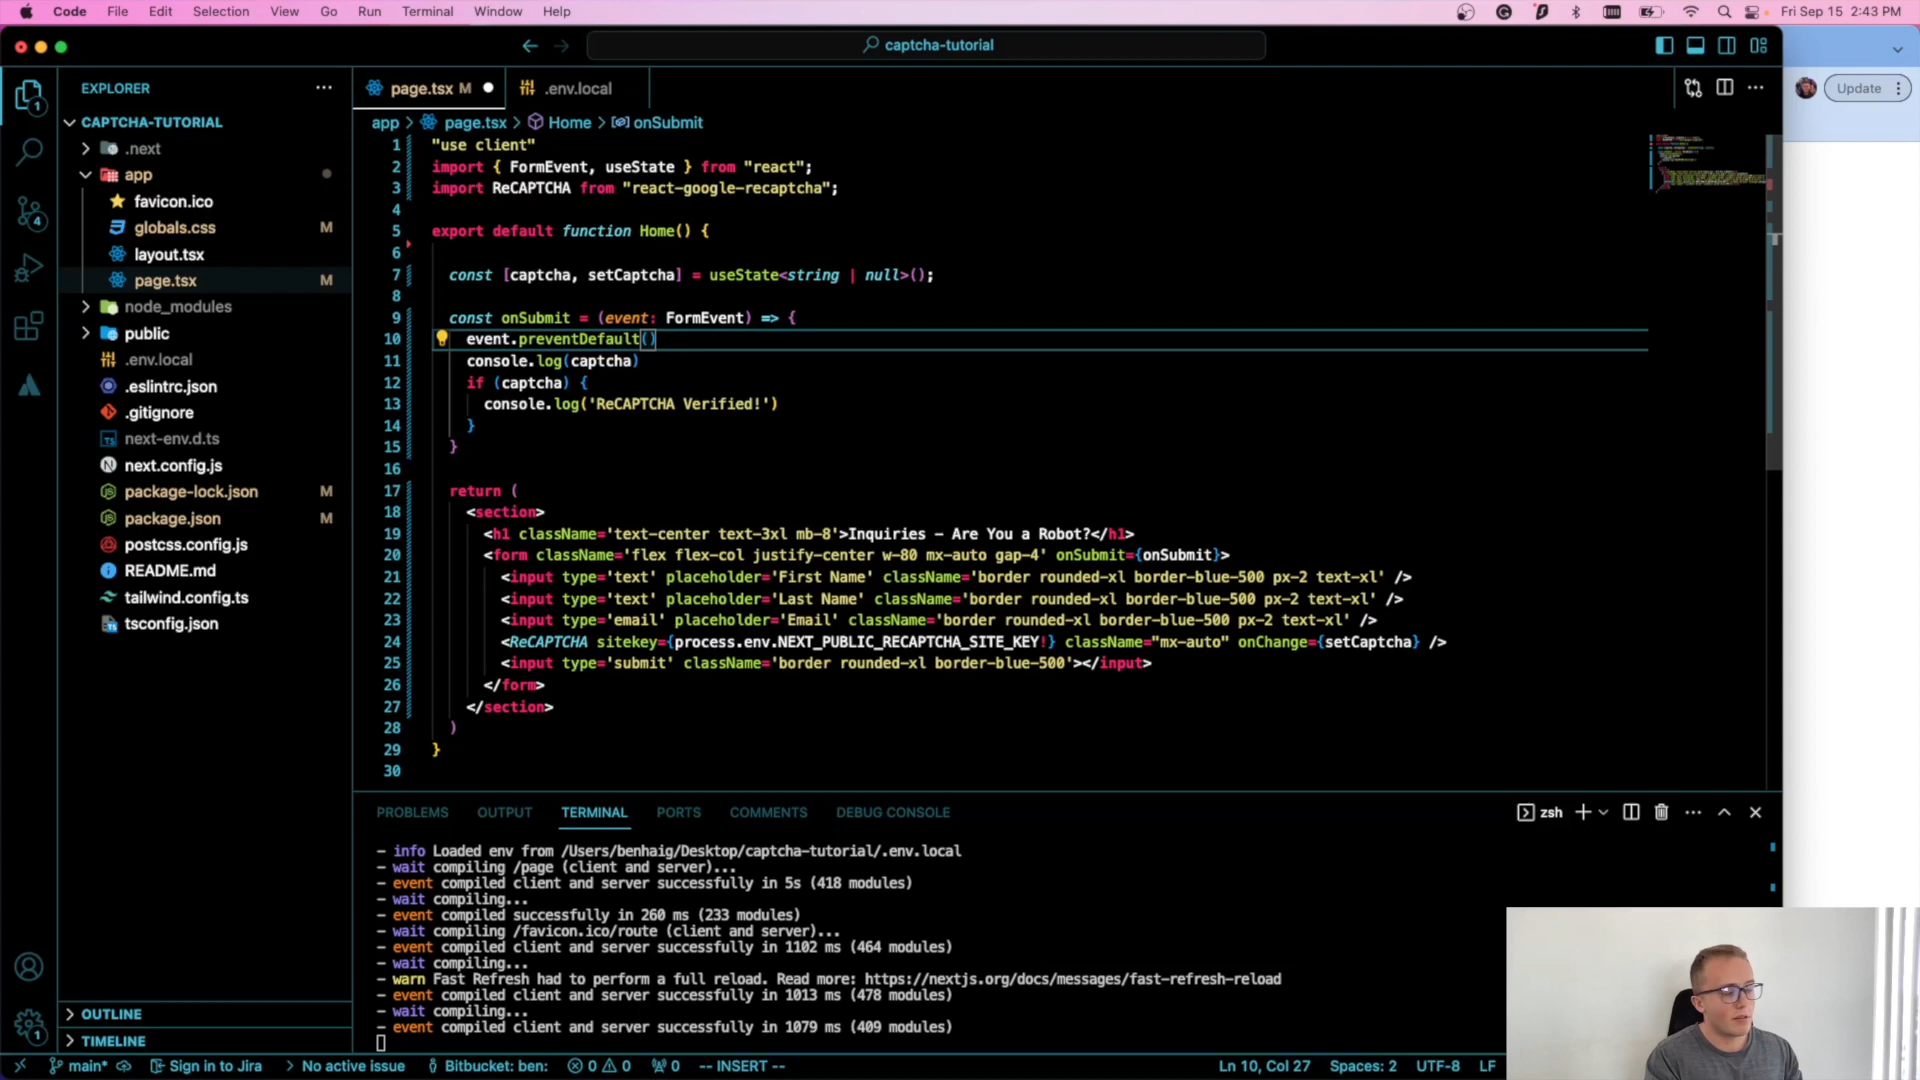 Code File Edit Selection View Go Run Terminal Window Help
Fri Sep 15 2:43 PM
captcha-tutorial
Update
EXPLORER
CAPTCHA-TUTORIAL
.next
app
favicon.ico
globals.css M
layout.tsx
page.tsx M
node_modules
public
.env.local
.eslintrc.json
.gitignore
next-env.d.ts
next.config.js
package-lock.json M
package.json M
postcss.config.js
README.md
tailwind.config.ts
tsconfig.json
OUTLINE
TIMELINE
1
4
1
page.tsx M
.env.local
app > page.tsx > Home > onSubmit
1 "use client"
2 import { FormEvent, useState } from "react";
3 import ReCAPTCHA from "react-google-recaptcha";
4
5 export default function Home() {
6
7 const [captcha, setCaptcha] = useState<string | null>();
8
9 const onSubmit = (event: FormEvent) => {
10 event.preventDefault()
11 console.log(captcha)
12 if (captcha) {
13 console.log('ReCAPTCHA Verified!')
14 }
15 }
16
17 return (
18 <section>
19 <h1 className='text-center text-3xl mb-8'>Inquiries – Are You a Robot?</h1>
20 <form className='flex flex-col justify-center w-80 mx-auto gap-4' onSubmit={onSubmit}>
21 <input type='text' placeholder='First Name' className='border rounded-xl border-blue-500 px-2 text-xl' />
22 <input type='text' placeholder='Last Name' className='border rounded-xl border-blue-500 px-2 text-xl' />
23 <input type='email' placeholder='Email' className='border rounded-xl border-blue-500 px-2 text-xl' />
24 <ReCAPTCHA sitekey={process.env.NEXT_PUBLIC_RECAPTCHA_SITE_KEY!} className="mx-auto" onChange={setCaptcha} />
25 <input type='submit' className='border rounded-xl border-blue-500'></input>
26 </form>
27 </section>
28 )
29 }
30
PROBLEMS OUTPUT TERMINAL PORTS COMMENTS DEBUG CONSOLE
zsh
- info Loaded env from /Users/benhaig/Desktop/captcha-tutorial/.env.local
- wait compiling /page (client and server)...
- event compiled client and server successfully in 5s (418 modules)
- wait compiling...
- event compiled successfully in 260 ms (233 modules)
- wait compiling /favicon.ico/route (client and server)...
- event compiled client and server successfully in 1102 ms (464 modules)
- wait compiling...
- warn Fast Refresh had to perform a full reload. Read more: https://nextjs.org/docs/messages/fast-refresh-reload
- event compiled client and server successfully in 1013 ms (478 modules)
- wait compiling...
- event compiled client and server successfully in 1079 ms (409 modules)
main* Sign in to Jira > No active issue Bitbucket: ben: 0 0 0 -- INSERT -- Ln 10, Col 27 Spaces: 2 UTF-8 LF